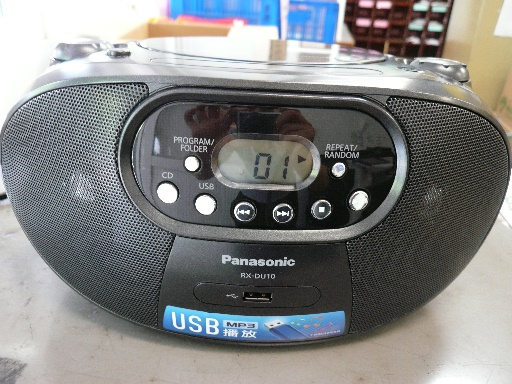 PROGRAM/
FOLDER
REPEAT/
RANDOM
01
CD
USB
Panasonic
RX-DU10
USB MP3
播放